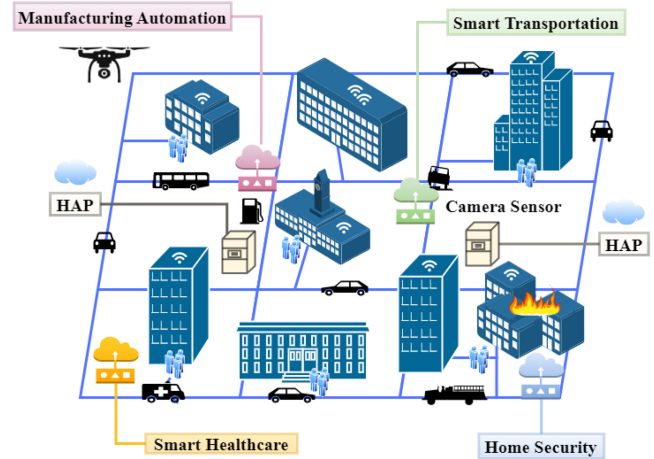 Manufacturing Automation
Smart Transportation
HAP
Camera Sensor
HAP
Smart Healthcare
Home Security